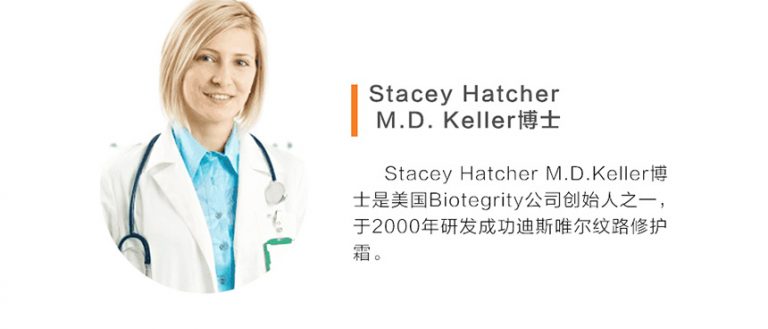 Stacey Hatcher
M.D. Keller博士
Stacey Hatcher M.D.Keller博
士是美国Biotegrity公司创始人之一，
于2000年研发成功迪斯唯尔纹路修护
霜。